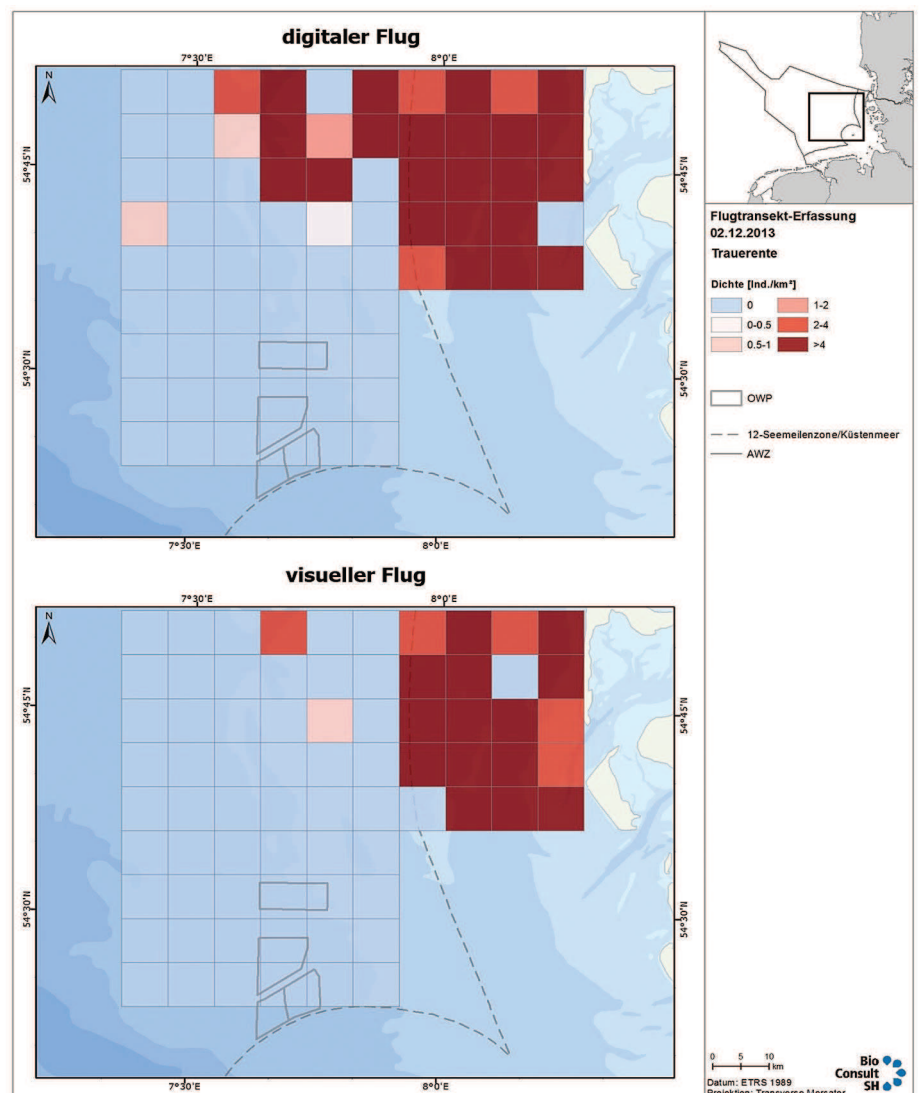 digitaler Flug
7°30'E
8°0'E
N
54°45'N
54°45'N
54°30'N
54°30'N
7°30'E
8°0'E
visueller Flug
7°30'E
8°0'E
N
54°45'N
54°45'N
54°30'N
54°30'N
7°30'E
8°0'E
Flugtransekt-Erfassung
02.12.2013
Trauerente
Dichte [Ind./km²]
0
1-2
0-0.5
2-4
0.5-1
>4
OWP
12-Seemeilenzone/Küstenmeer
AWZ
0 5 10
km
Datum: ETRS 1989
Projektion: Transverse Mercator
Bio
Consult
SH